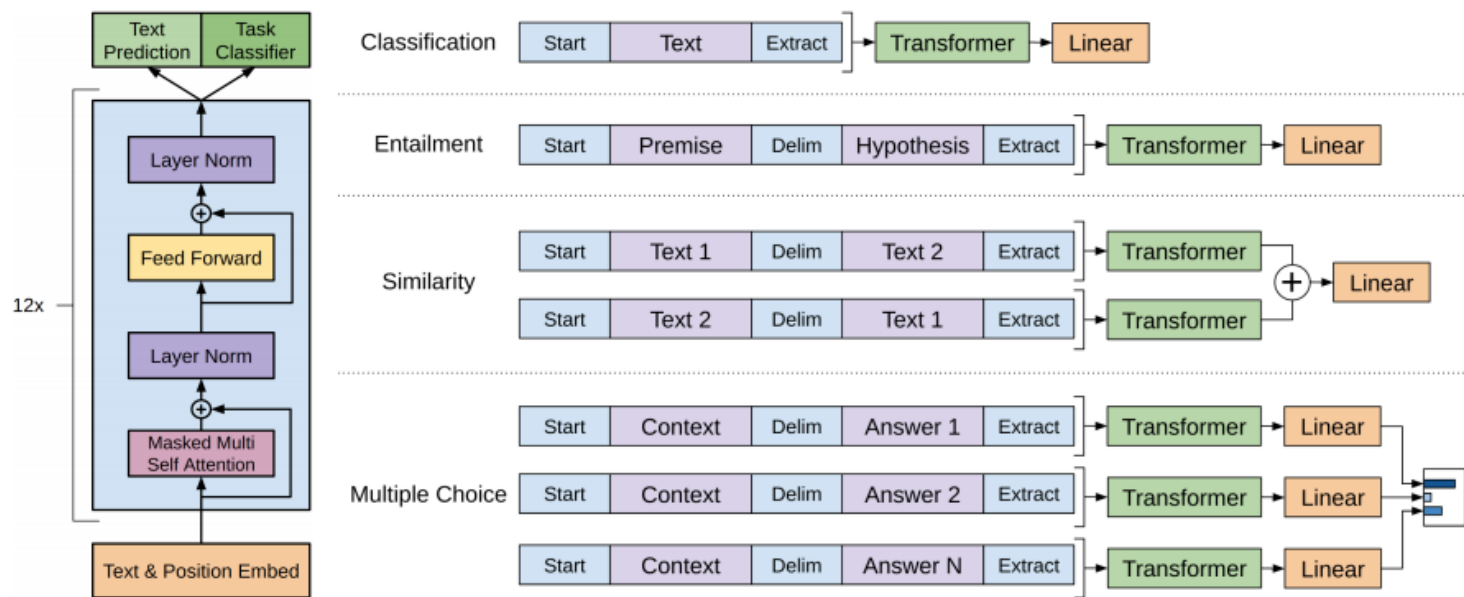 Text
Prediction
Task
Classifier
Layer Norm
+
Feed Forward
12x
Layer Norm
+
Masked Multi
Self Attention
Text & Position Embed
Classification
Start Text Extract Transformer Linear
Entailment
Start Premise Delim Hypothesis Extract Transformer Linear
Similarity
Start Text 1 Delim Text 2 Extract Transformer
+ Linear
Start Text 2 Delim Text 1 Extract Transformer
Multiple Choice
Start Context Delim Answer 1 Extract Transformer Linear
Start Context Delim Answer 2 Extract Transformer Linear
Start Context Delim Answer N Extract Transformer Linear